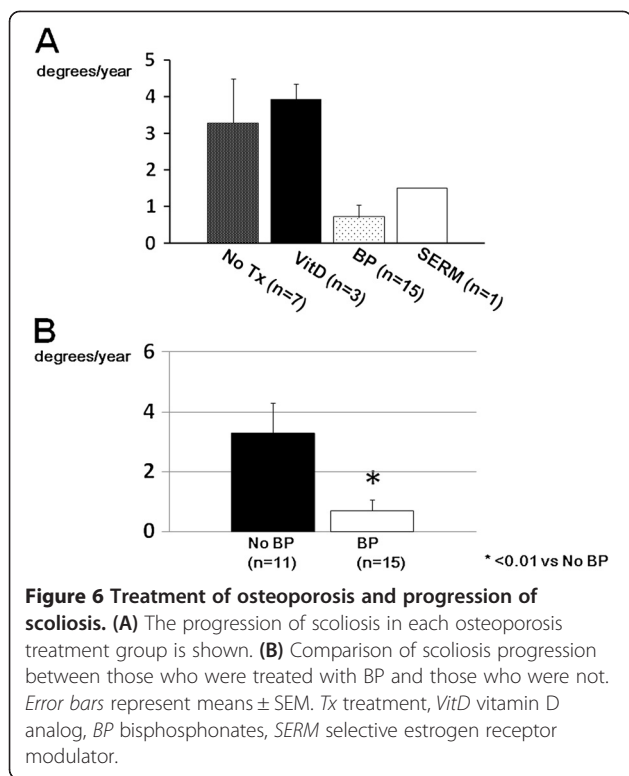 A
degrees/year
5
4
3
2
1
0
No Tx (n=7)
VitD (n=3)
BP (n=15)
SERM (n=1)
B
degrees/year
6
4
2
0
*
No BP
(n=11)
BP
(n=15)
* <0.01 vs No BP
Figure 6 Treatment of osteoporosis and progression of
scoliosis. (A) The progression of scoliosis in each osteoporosis
treatment group is shown. (B) Comparison of scoliosis progression
between those who were treated with BP and those who were not.
Error bars represent means ± SEM. Tx treatment, VitD vitamin D
analog, BP bisphosphonates, SERM selective estrogen receptor
modulator.